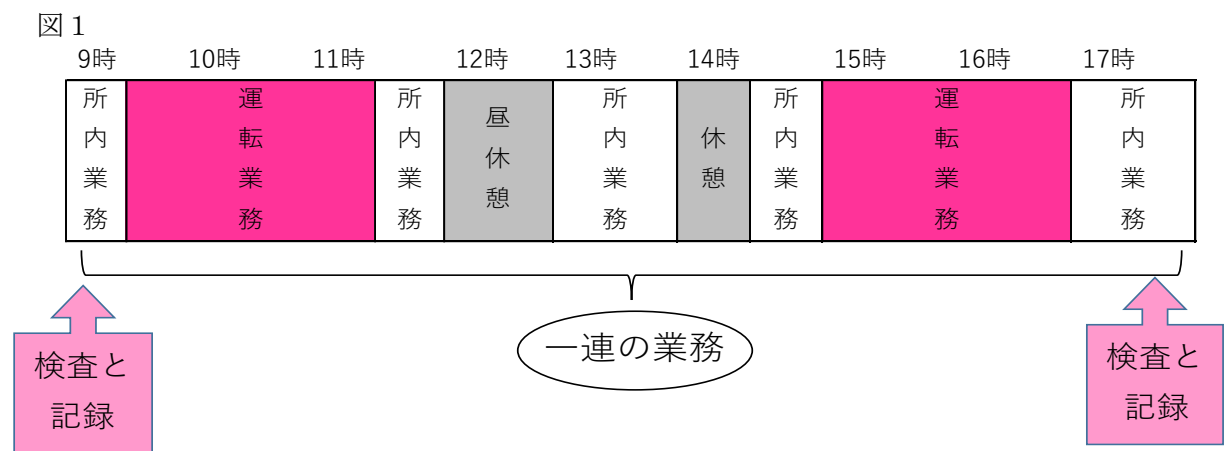 図１
9時 10時 11時 12時 13時 14時 15時 16時 17時
所内業務
運転業務
所内業務
昼休憩
所内業務
休憩
所内業務
運転業務
所内業務
一連の業務
検査と
記録
検査と
記録